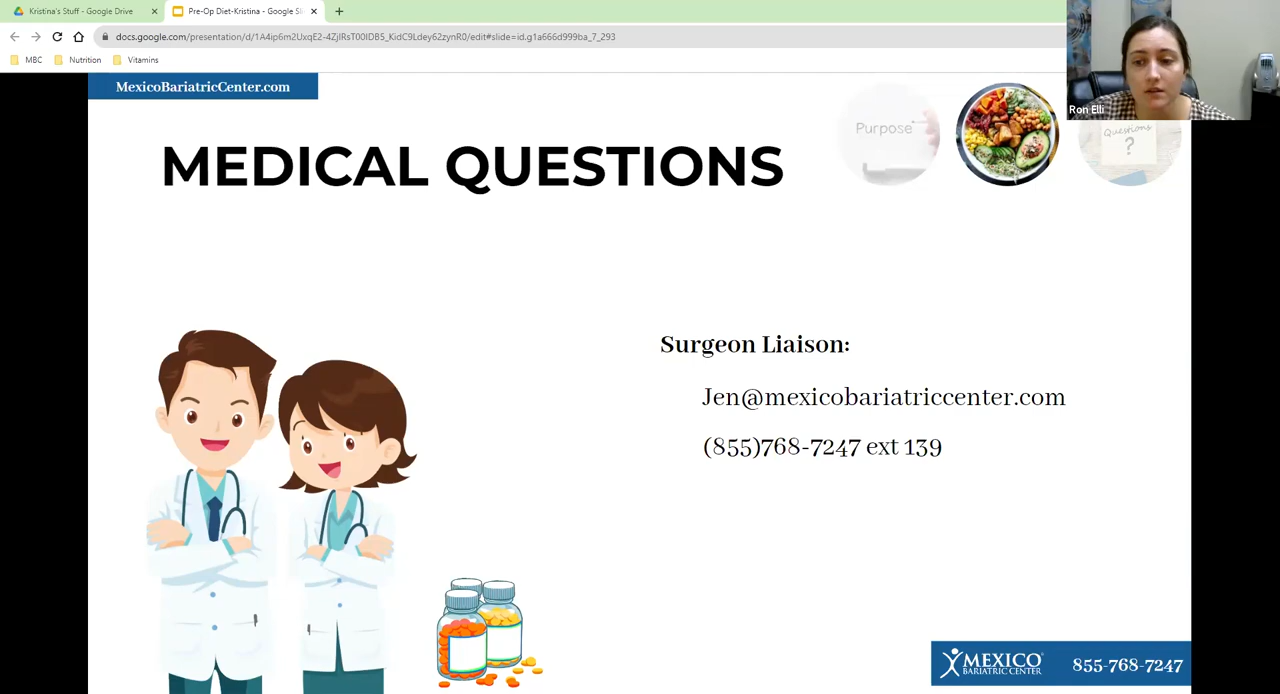 Kristina's Stuff - Google Drive
Pre-Op Diet-Kristina - Google Sli
docs.google.com/presentation/d/1A4ip6m2UxqE2-4ZjIRsT00IDB5_KidC9Ldey62zynR0/edit#slide=id.g1a666d999ba_7_293
MBC
Nutrition
Vitamins
Ron Elli
MexicoBariatricCenter.com
Purpose
Questions
?
MEDICAL QUESTIONS
Surgeon Liaison:
Jen@mexicobariatriccenter.com
(855)768-7247 ext 139
MEXICO®
BARIATRIC CENTER
855-768-7247